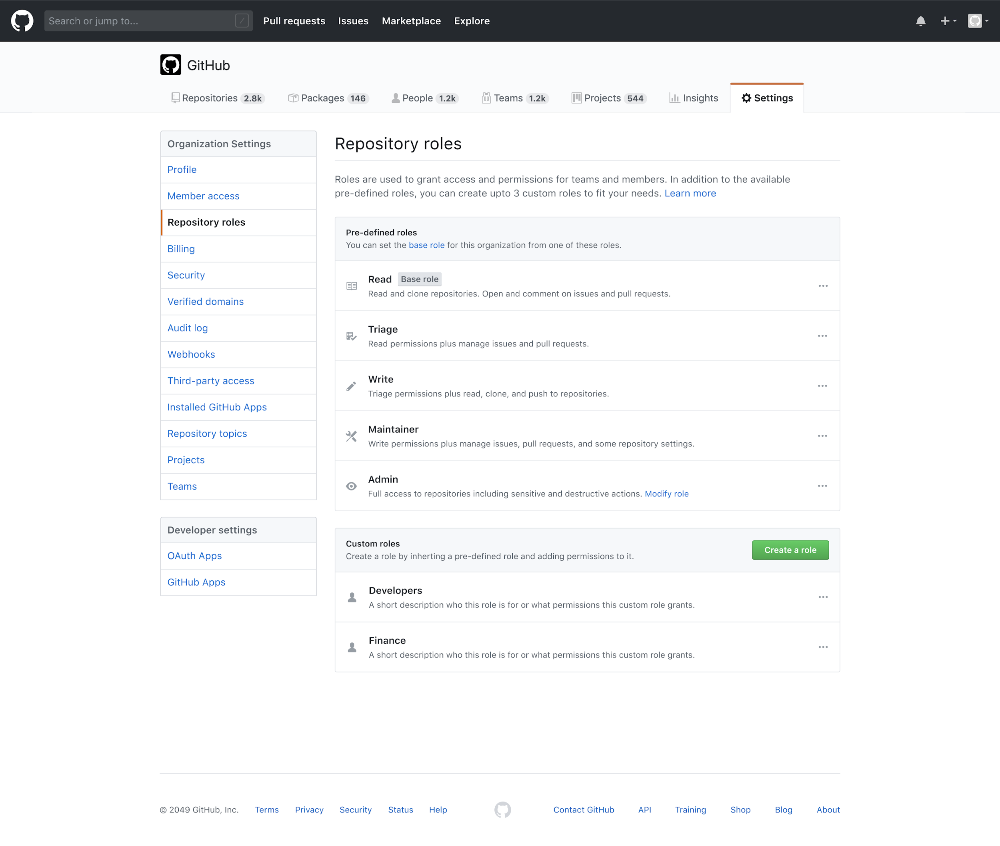 Search or jump to...
/
Pull requests
Issues
Marketplace
Explore
GitHub
Repositories 2.8k
Packages 146
People 1.2k
Teams 1.2k
Projects 544
Insights
Settings
Organization Settings
Profile
Member access
Repository roles
Billing
Security
Verified domains
Audit log
Webhooks
Third-party access
Installed GitHub Apps
Repository topics
Projects
Teams
Developer settings
OAuth Apps
GitHub Apps
Repository roles
Roles are used to grant access and permissions for teams and members. In addition to the available
pre-defined roles, you can create upto 3 custom roles to fit your needs. Learn more
Pre-defined roles
You can set the base role for this organization from one of these roles.
Read Base role
Read and clone repositories. Open and comment on issues and pull requests.
Triage
Read permissions plus manage issues and pull requests.
Write
Triage permissions plus read, clone, and push to repositories.
Maintainer
Write permissions plus manage issues, pull requests, and some repository settings.
Admin
Full access to repositories including sensitive and destructive actions. Modify role
Custom roles
Create a role by inherting a pre-defined role and adding permissions to it.
Create a role
Developers
A short description who this role is for or what permissions this custom role grants.
Finance
A short description who this role is for or what permissions this custom role grants.
© 2049 GitHub, Inc.
Terms
Privacy
Security
Status
Help
Contact GitHub
API
Training
Shop
Blog
About